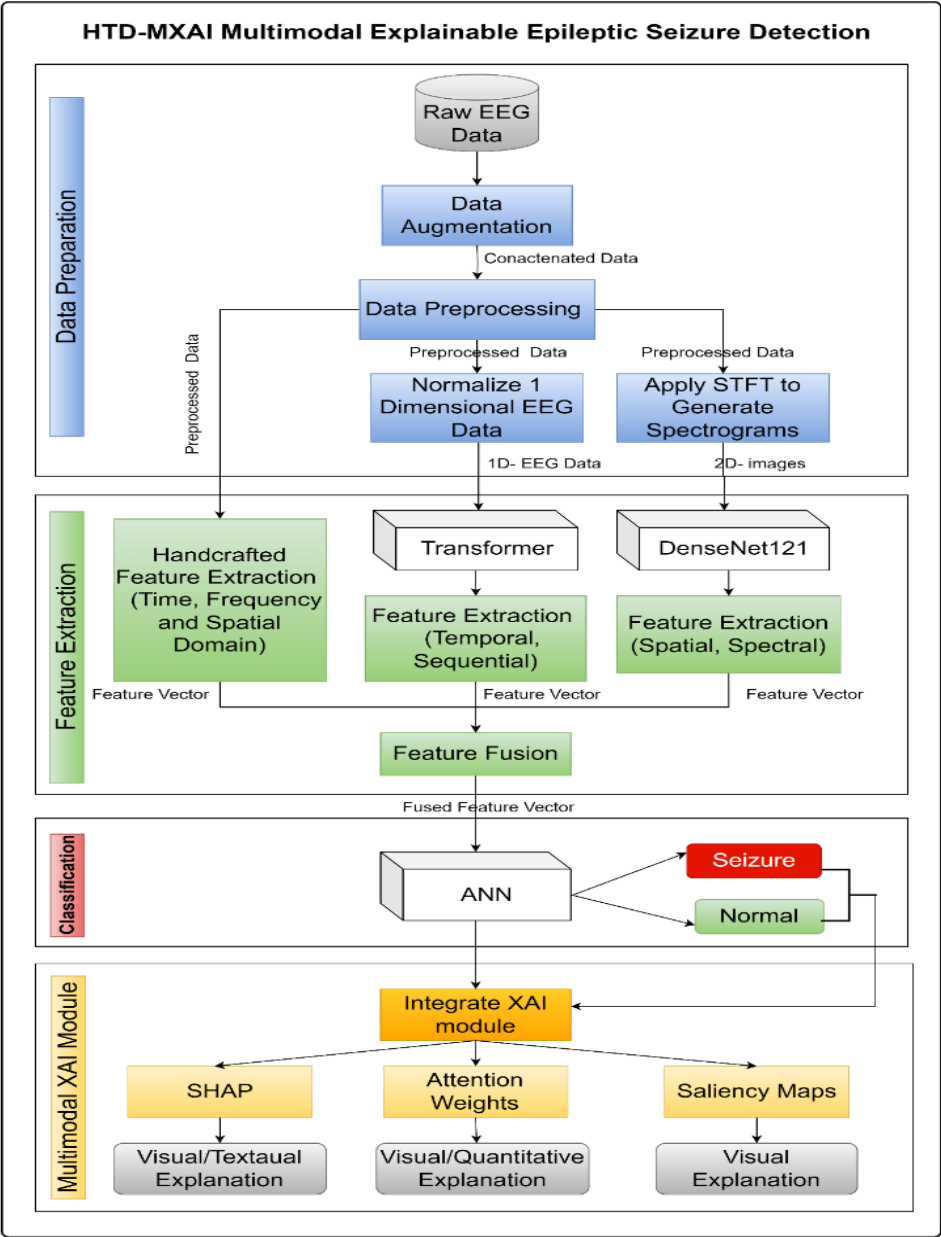 HTD-MXAI Multimodal Explainable Epileptic Seizure Detection
Data Preparation
Raw EEG
Data
Data
Augmentation
Conactenated Data
Data Preprocessing
Preprocessed Data
Preprocessed Data
Preprocessed Data
Normalize 1
Dimensional EEG
Data
Apply STFT to
Generate
Spectrograms
1D- EEG Data
2D- images
Feature Extraction
Handcrafted
Feature Extraction
(Time, Frequency
and Spatial
Domain)
Transformer
DenseNet121
Feature Extraction
(Temporal,
Sequential)
Feature Extraction
(Spatial, Spectral)
Feature Vector
Feature Vector
Feature Vector
Feature Fusion
Fused Feature Vector
Classification
ANN
Seizure
Normal
Multimodal XAI Module
Integrate XAI
module
SHAP
Attention
Weights
Saliency Maps
Visual/Textaual
Explanation
Visual/Quantitative
Explanation
Visual
Explanation